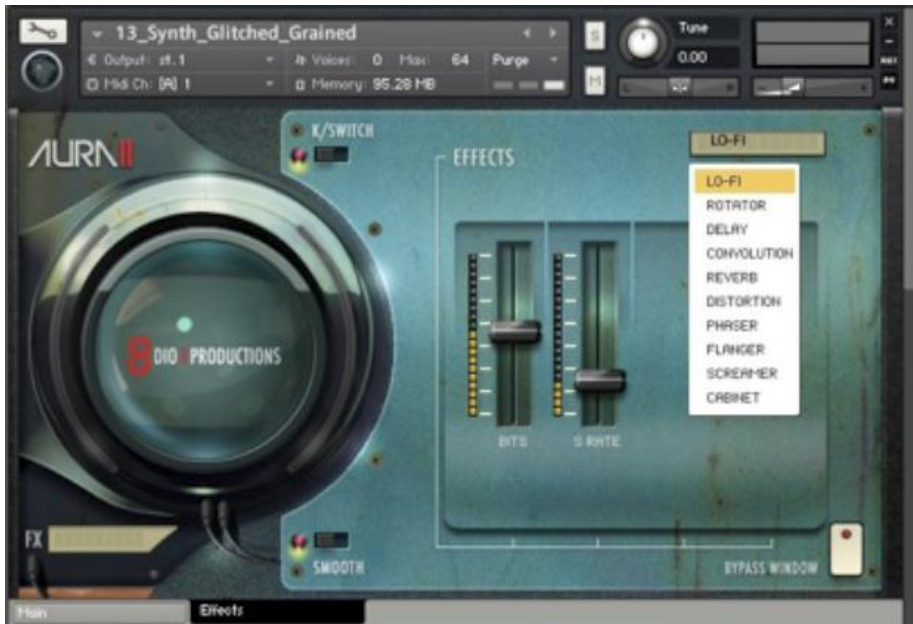 13_Synth_Glitched_Grained
Output: st.1
Voices: 0 Max: 64 Purge
Midi Ch: [A] 1
Memory: 95.28 MB
S
M
Tune
0.00
L R
AURA II
K/SWITCH
EFFECTS
LO-FI
LO-FI
ROTATOR
DELAY
CONVOLUTION
REVERB
DISTORTION
PHASER
FLANGER
SCREAMER
CABINET
8DIO PRODUCTIONS
BITS
S RATE
FX
SMOOTH
BYPASS WINDOW
Main
Effects